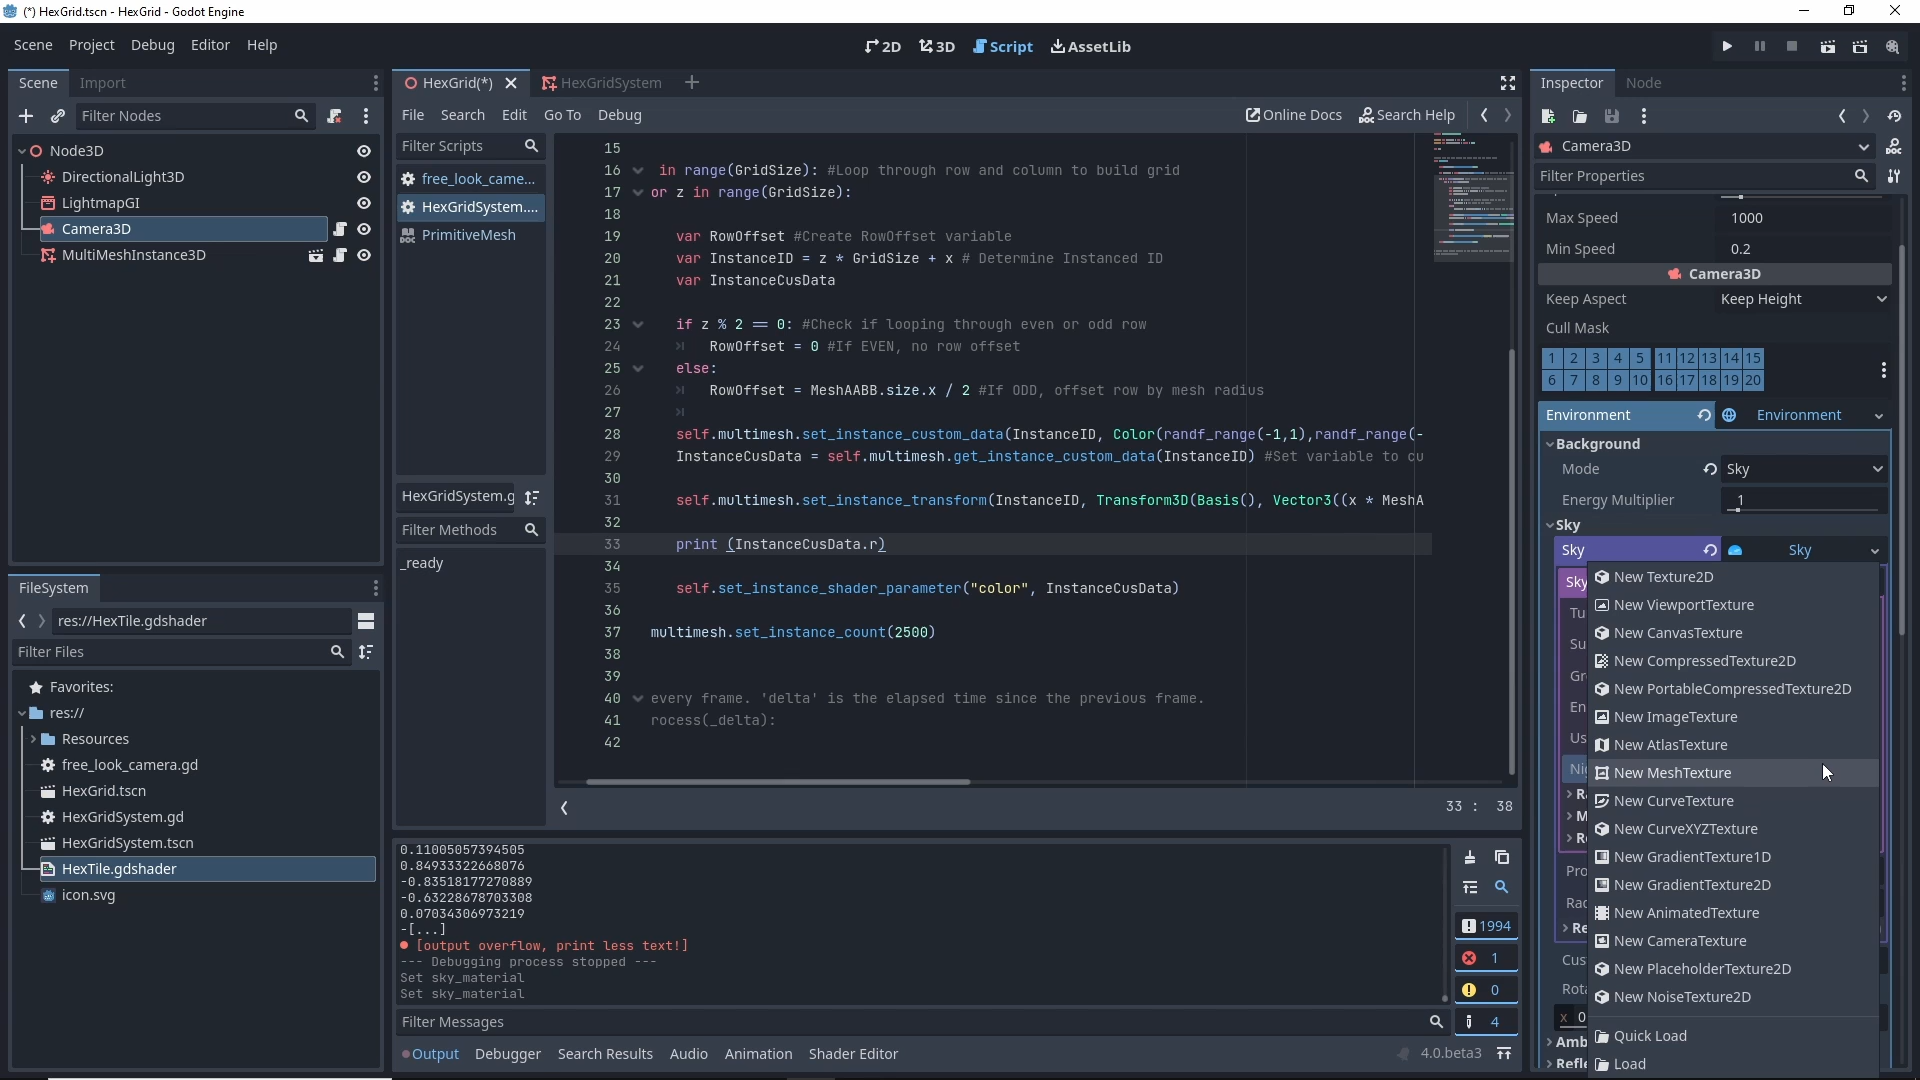 (*) HexGrid.tscn - HexGrid - Godot Engine
Scene Project Debug Editor Help
2D 3D Script AssetLib
Scene Import
Filter Nodes
Node3D
DirectionalLight3D
LightmapGI
Camera3D
MultiMeshInstance3D
FileSystem
res://HexTile.gdshader
Filter Files
Favorites:
res://
Resources
free_look_camera.gd
HexGrid.tscn
HexGridSystem.gd
HexGridSystem.tscn
HexTile.gdshader
icon.svg
HexGrid(*) HexGridSystem
File Search Edit Go To Debug
Online Docs Search Help
Filter Scripts
free_look_came...
HexGridSystem....
PrimitiveMesh
HexGridSystem.g
Filter Methods
_ready
15
16 in range(GridSize): #Loop through row and column to build grid
17 or z in range(GridSize):
18
19 var RowOffset #Create RowOffset variable
20 var InstanceID = z * GridSize + x # Determine Instanced ID
21 var InstanceCusData
22
23 if z % 2 == 0: #Check if looping through even or odd row
24 RowOffset = 0 #If EVEN, no row offset
25 else:
26 RowOffset = MeshAABB.size.x / 2 #If ODD, offset row by mesh radius
27
28 self.multimesh.set_instance_custom_data(InstanceID, Color(randf_range(-1,1),randf_range(-
29 InstanceCusData = self.multimesh.get_instance_custom_data(InstanceID) #Set variable to cu
30
31 self.multimesh.set_instance_transform(InstanceID, Transform3D(Basis(), Vector3((x * MeshA
32
33 print (InstanceCusData.r)
34
35 self.set_instance_shader_parameter("color", InstanceCusData)
36
37 multimesh.set_instance_count(2500)
38
39
40 every frame. 'delta' is the elapsed time since the previous frame.
41 rocess(_delta):
42
33 : 38
0.11005057394505
0.84933322668076
-0.83518177270889
-0.63228678703308
0.07034306973219
-[...]
[output overflow, print less text!]
--- Debugging process stopped ---
Set sky_material
Set sky_material
1994
1
0
4
Filter Messages
Output Debugger Search Results Audio Animation Shader Editor
4.0.beta3
Inspector Node
Camera3D
Filter Properties
Max Speed 1000
Min Speed 0.2
Camera3D
Keep Aspect Keep Height
Cull Mask
1 2 3 4 5 11 12 13 14 15
6 7 8 9 10 16 17 18 19 20
Environment Environment
Background
Mode Sky
Energy Multiplier 1
Sky
Sky Sky
Sky
Tu
Su
Gr
En
Us
Ni
R
M
R
Pro
Rac
Re
Cus
Rota
x 0
Amb
Refle
New Texture2D
New ViewportTexture
New CanvasTexture
New CompressedTexture2D
New PortableCompressedTexture2D
New ImageTexture
New AtlasTexture
New MeshTexture
New CurveTexture
New CurveXYZTexture
New GradientTexture1D
New GradientTexture2D
New AnimatedTexture
New CameraTexture
New PlaceholderTexture2D
New NoiseTexture2D
Quick Load
Load